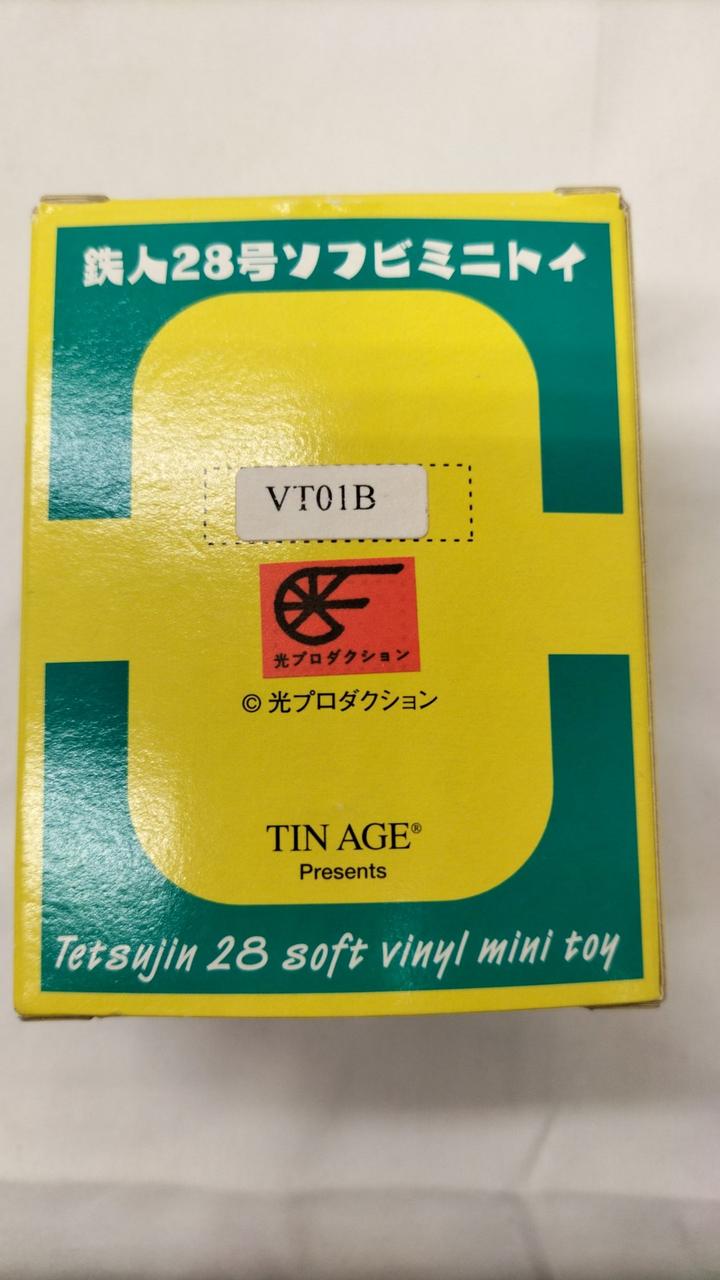 鉄人28号ソフビミニトイ
VT01B
光プロダクション
© 光プロダクション
TIN AGE®
Presents
Tetsujin 28 soft vinyl mini toy